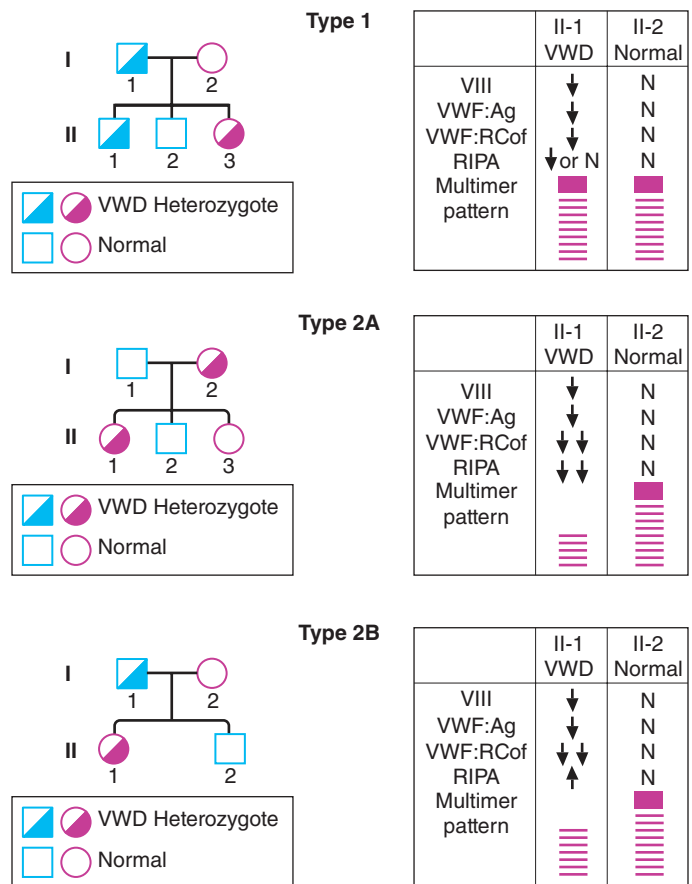 Type 1
I
1 2
II
1 2 3
VWD Heterozygote
Normal
II-1 II-2
VWD Normal
VIII N
VWF:Ag N
VWF:RCof N
RIPA or N N
Multimer
pattern
Type 2A
I
1 2
II
1 2 3
VWD Heterozygote
Normal
II-1 II-2
VWD Normal
VIII N
VWF:Ag N
VWF:RCof N
RIPA N
Multimer
pattern
Type 2B
I
1 2
II
1 2
VWD Heterozygote
Normal
II-1 II-2
VWD Normal
VIII N
VWF:Ag N
VWF:RCof N
RIPA N
Multimer
pattern